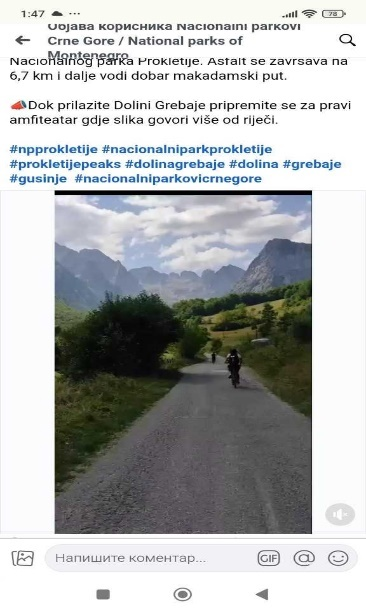 1:47
78
Објава корисника Nacionalni parkovi
Crne Gore / National parks of
Montenegro
Nacionalnog parka Prokletije. Asfalt se završava na
6,7 km i dalje vodi dobar makadamski put.
📣Dok prilazite Dolini Grebaje pripremite se za pravi
amfiteatar gdje slika govori više od riječi.
#npprokletije #nacionalniparkprokletije
#prokletijepeaks #dolinagrebaje #dolina #grebaje
#gusinje #nacionalniparkovicrnegore
Напишите коментар...
GIF